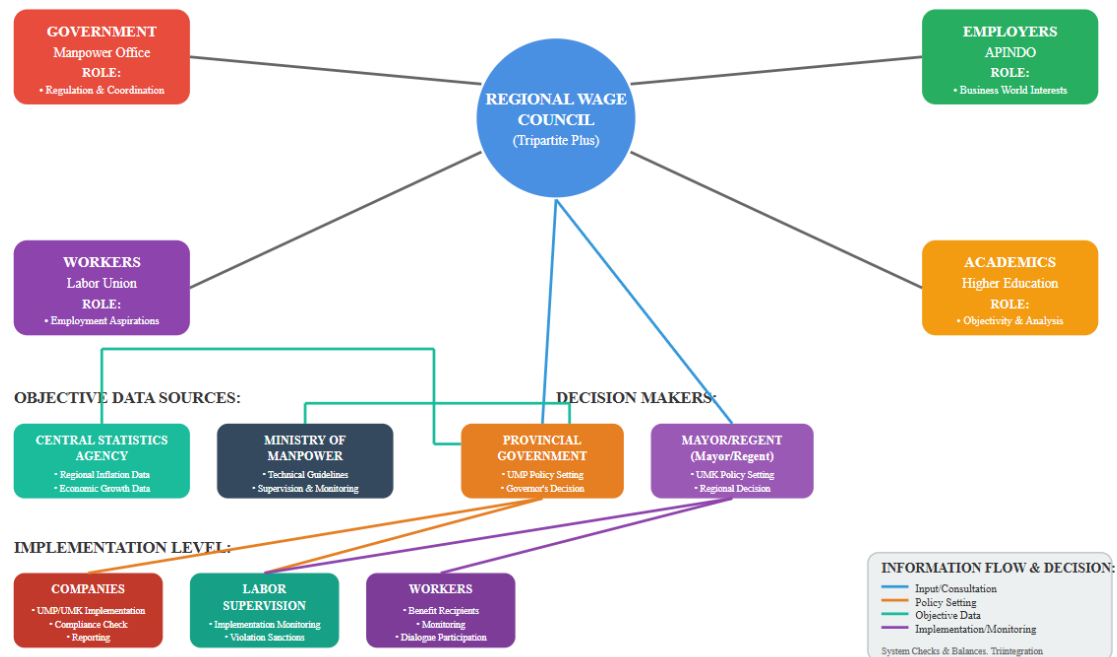 GOVERNMENT
Manpower Office
ROLE:
• Regulation & Coordination
EMPLOYERS
APINDO
ROLE:
• Business World Interests
REGIONAL WAGE
COUNCIL
(Tripartite Plus)
WORKERS
Labor Union
ROLE:
• Employment Aspirations
ACADEMICS
Higher Education
ROLE:
• Objectivity & Analysis
OBJECTIVE DATA SOURCES:
DECISION MAKERS:
CENTRAL STATISTICS
AGENCY
• Regional Inflation Data
• Economic Growth Data
MINISTRY OF
MANPOWER
• Technical Guidelines
• Supervision & Monitoring
PROVINCIAL
GOVERNMENT
• UMP Policy Setting
• Governor's Decision
MAYOR/REGENT
(Mayor/Regent)
• UMK Policy Setting
• Regional Decision
IMPLEMENTATION LEVEL:
COMPANIES
• UMP/UMK Implementation
• Compliance Check
• Reporting
LABOR
SUPERVISION
• Implementation Monitoring
• Violation Sanctions
WORKERS
• Benefit Recipients
• Monitoring
• Dialogue Participation
INFORMATION FLOW & DECISION:
Input/Consultation
Policy Setting
Objective Data
Implementation/Monitoring
System Checks & Balances. Triintegration